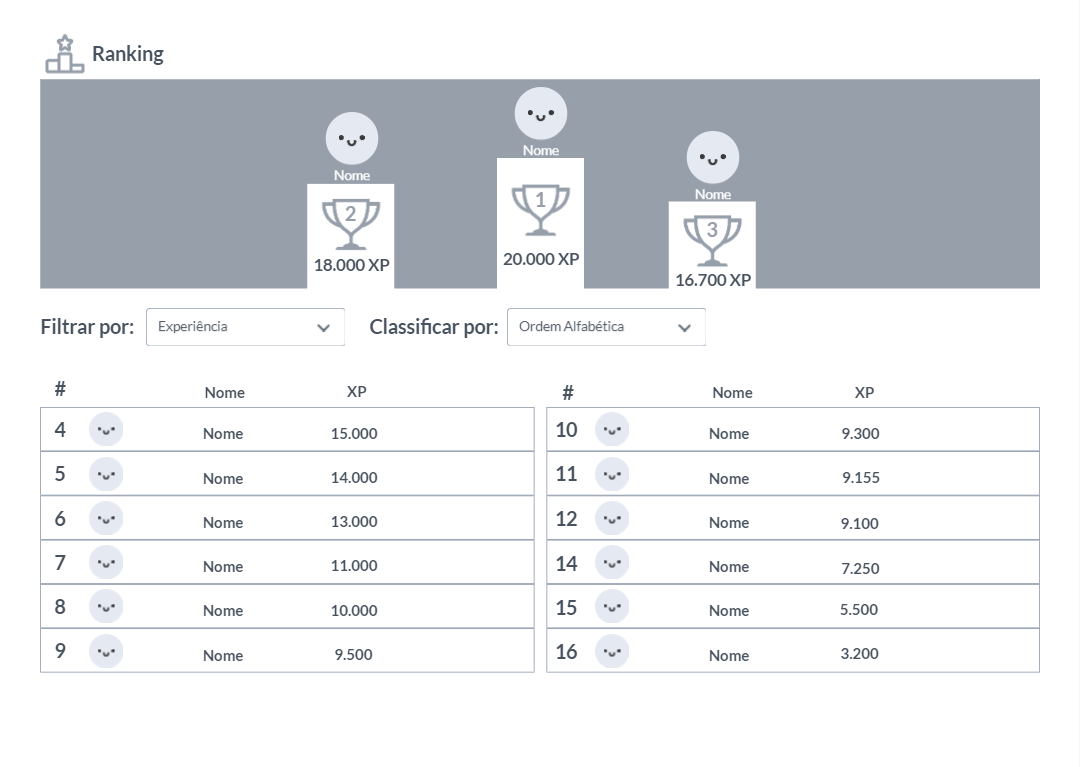 Ranking
Nome
1
20.000 XP
Nome
2
18.000 XP
Nome
3
16.700 XP
Filtrar por: Experiência Classificar por: Ordem Alfabética
# Nome XP
4 Nome 15.000
5 Nome 14.000
6 Nome 13.000
7 Nome 11.000
8 Nome 10.000
9 Nome 9.500
# Nome XP
10 Nome 9.300
11 Nome 9.155
12 Nome 9.100
14 Nome 7.250
15 Nome 5.500
16 Nome 3.200